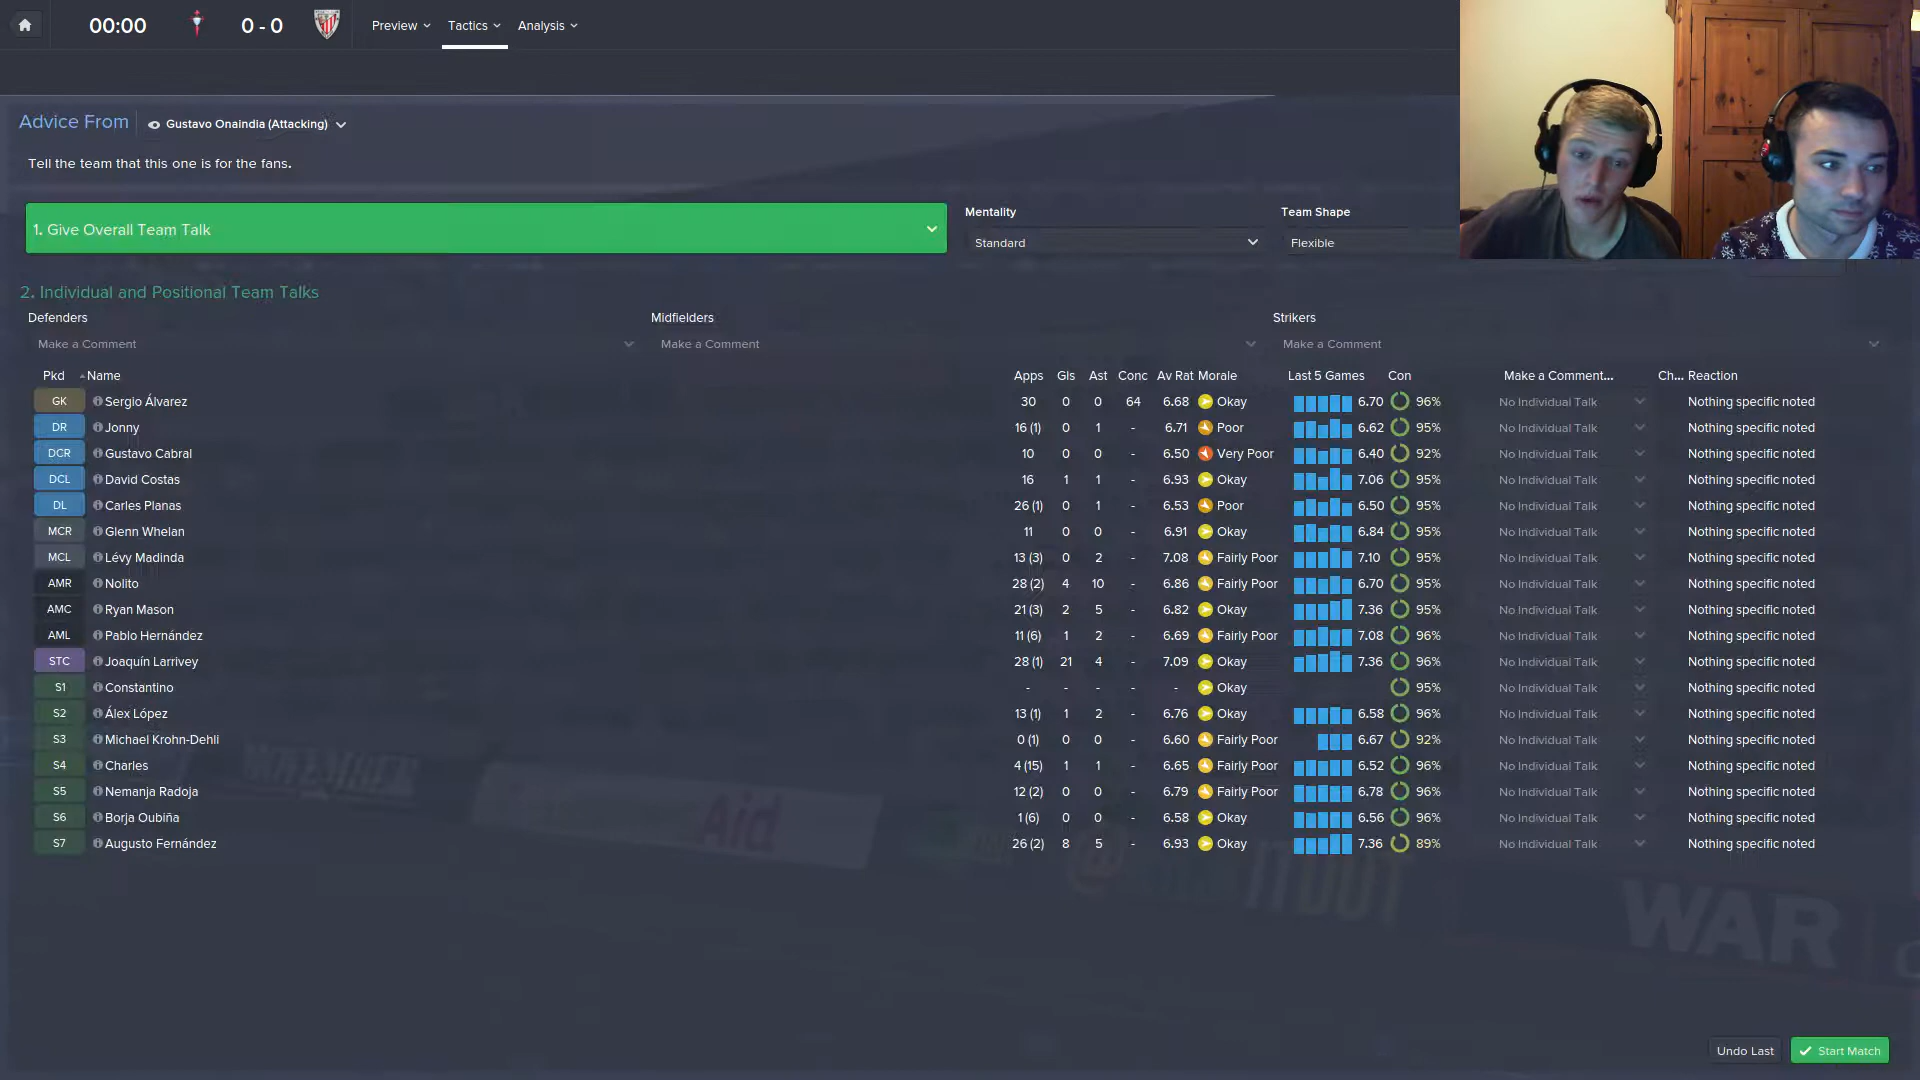 00:00 0 - 0 Preview Tactics Analysis
Advice From Gustavo Onaindia (Attacking)
Tell the team that this one is for the fans.
Mentality Team Shape
1. Give Overall Team Talk Standard Flexible
2. Individual and Positional Team Talks
Defenders Midfielders Strikers
Make a Comment Make a Comment Make a Comment
Pkd Name Apps Gls Ast Conc Av Rat Morale Last 5 Games Con Make a Comment... Ch... Reaction
GK Sergio Álvarez 30 0 0 64 6.68 Okay 6.70 96% No Individual Talk Nothing specific noted
DR Jonny 16 (1) 0 1 - 6.71 Poor 6.62 95% No Individual Talk Nothing specific noted
DCR Gustavo Cabral 10 0 0 - 6.50 Very Poor 6.40 92% No Individual Talk Nothing specific noted
DCL David Costas 16 1 1 - 6.93 Okay 7.06 95% No Individual Talk Nothing specific noted
DL Carles Planas 26 (1) 0 1 - 6.53 Poor 6.50 95% No Individual Talk Nothing specific noted
MCR Glenn Whelan 11 0 0 - 6.91 Okay 6.84 95% No Individual Talk Nothing specific noted
MCL Lévy Madinda 13 (3) 0 2 - 7.08 Fairly Poor 7.10 95% No Individual Talk Nothing specific noted
AMR Nolito 28 (2) 4 10 - 6.86 Fairly Poor 6.70 95% No Individual Talk Nothing specific noted
AMC Ryan Mason 21 (3) 2 5 - 6.82 Okay 7.36 95% No Individual Talk Nothing specific noted
AML Pablo Hernández 11 (6) 1 2 - 6.69 Fairly Poor 7.08 96% No Individual Talk Nothing specific noted
STC Joaquín Larrivey 28 (1) 21 4 - 7.09 Okay 7.36 96% No Individual Talk Nothing specific noted
S1 Constantino - - - - - Okay 95% No Individual Talk Nothing specific noted
S2 Álex López 13 (1) 1 2 - 6.76 Okay 6.58 96% No Individual Talk Nothing specific noted
S3 Michael Krohn-Dehli 0 (1) 0 0 - 6.60 Fairly Poor 6.67 92% No Individual Talk Nothing specific noted
S4 Charles 4 (15) 1 1 - 6.65 Fairly Poor 6.52 96% No Individual Talk Nothing specific noted
S5 Nemanja Radoja 12 (2) 0 0 - 6.79 Fairly Poor 6.78 96% No Individual Talk Nothing specific noted
S6 Borja Oubiña 1 (6) 0 0 - 6.58 Okay 6.56 96% No Individual Talk Nothing specific noted
S7 Augusto Fernández 26 (2) 8 5 - 6.93 Okay 7.36 89% No Individual Talk Nothing specific noted
Aid
WAR
Undo Last Start Match